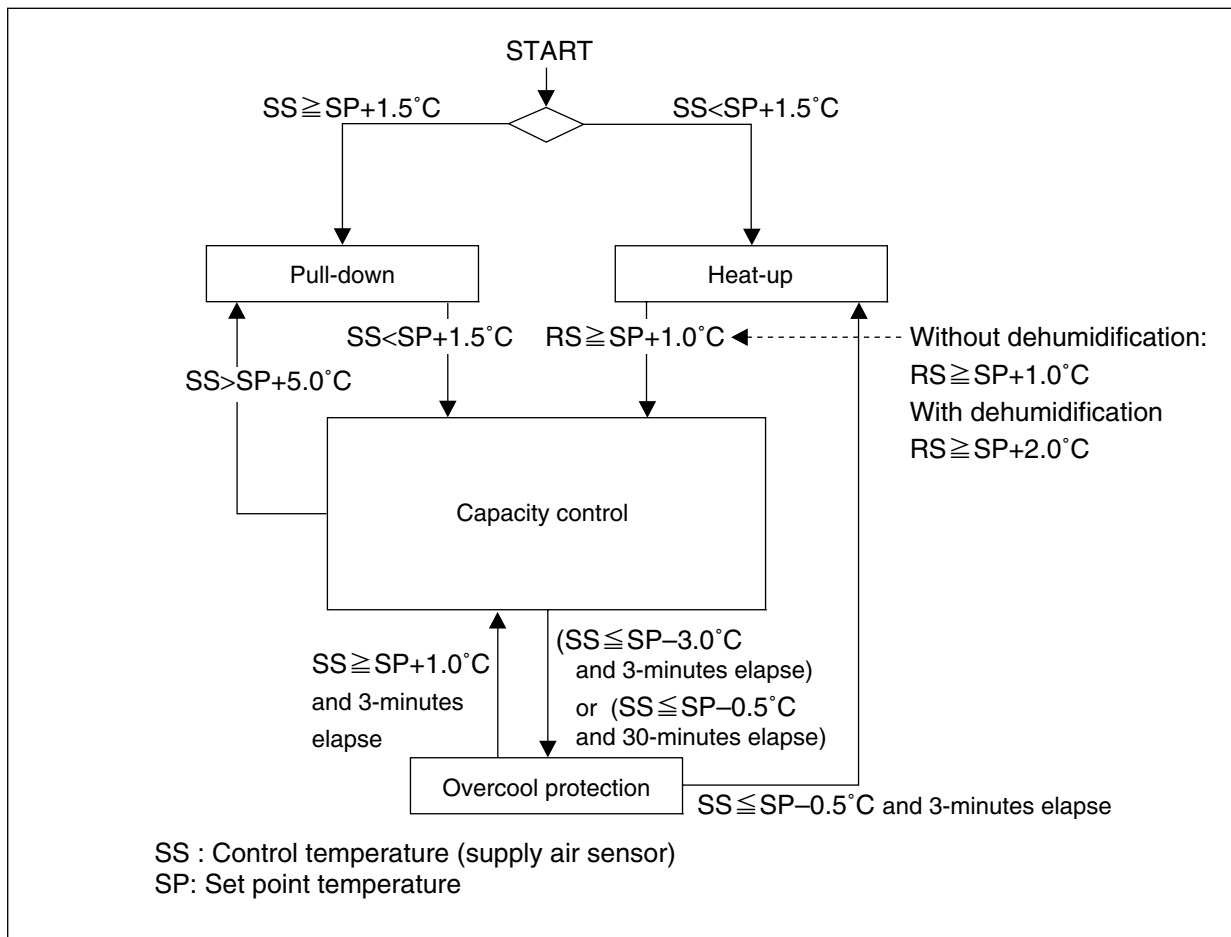 START
SS≧SP+1.5˚C
SS<SP+1.5˚C
Pull-down
Heat-up
SS<SP+1.5˚C
RS≧SP+1.0˚C
Without dehumidification:
RS≧SP+1.0˚C
With dehumidification
RS≧SP+2.0˚C
SS>SP+5.0˚C
Capacity control
SS≧SP+1.0˚C
and 3-minutes
elapse
(SS≦SP–3.0˚C
and 3-minutes elapse)
or (SS≦SP–0.5˚C
and 30-minutes elapse)
Overcool protection
SS≦SP–0.5˚C and 3-minutes elapse
SS : Control temperature (supply air sensor)
SP: Set point temperature